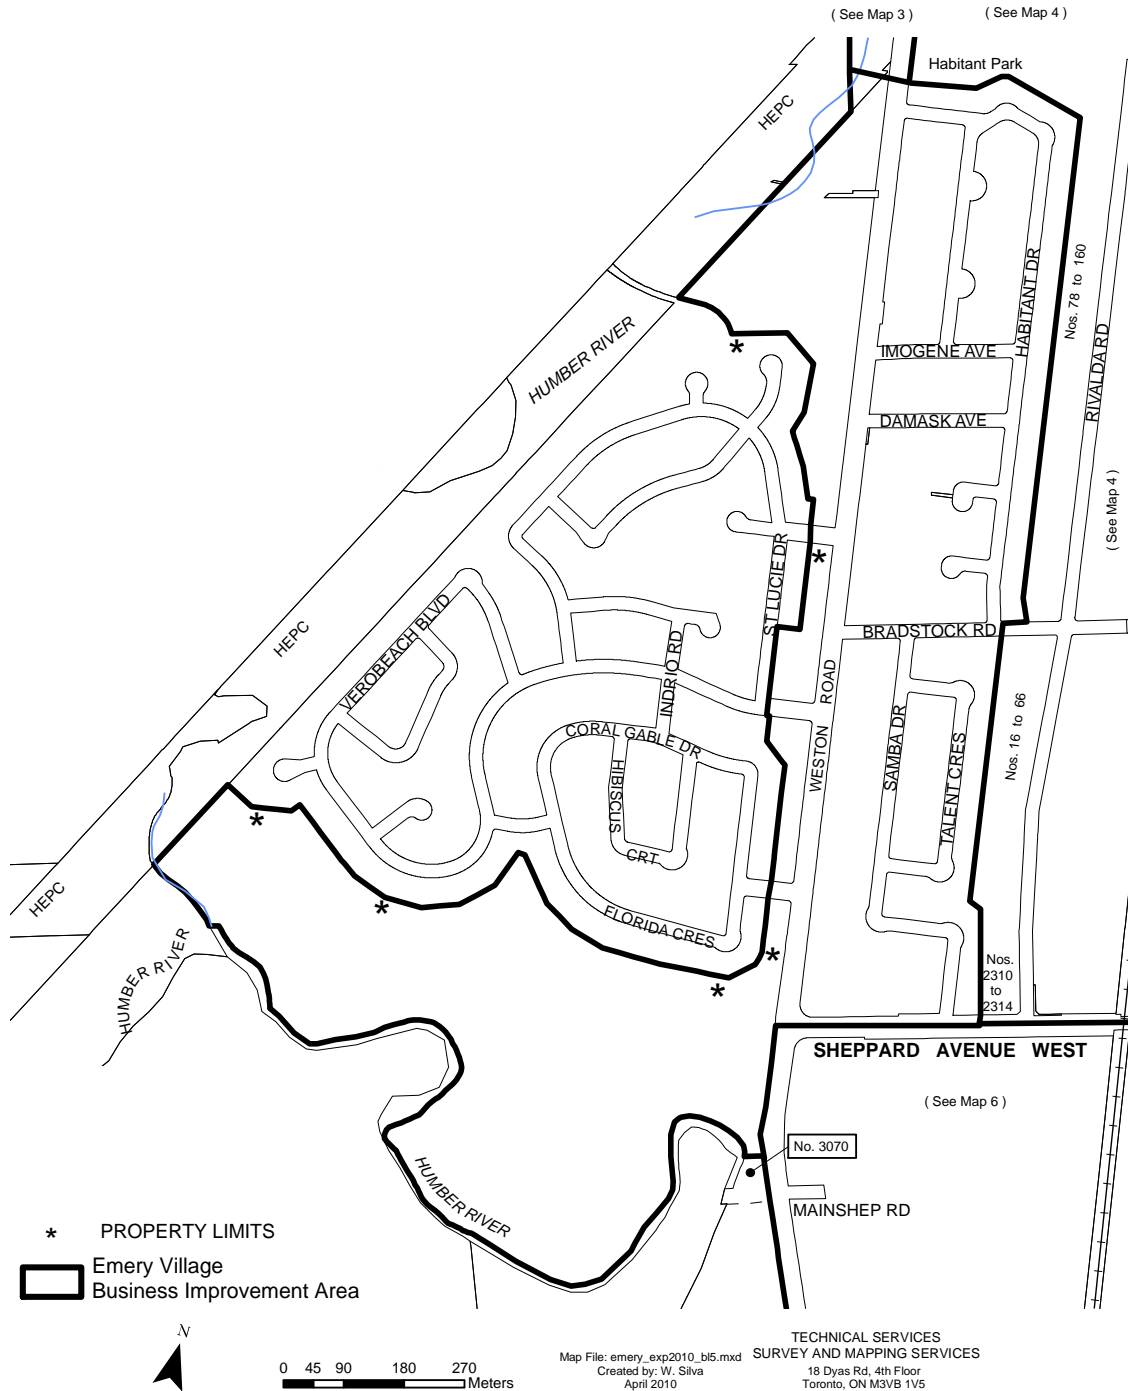 ( See Map 3 )
( See Map 4 )
Habitant Park
HEPC
HABITANT DR
Nos. 78 to 160
RIVALDA RD
HUMBER RIVER
*
IMOGENE AVE
DAMASK AVE
( See Map 4 )
*
ST LUCIE DR
HEPC
VEROBEACH BLVD
BRADSTOCK RD
INDRIO RD
WESTON ROAD
SAMBA DR
TALENT CRES
Nos. 16 to 66
CORAL GABLE DR
HIBISCUS CRT
*
HEPC
*
FLORIDA CRES
*
*
HUMBER RIVER
Nos.
2310
to
2314
SHEPPARD AVENUE WEST
( See Map 6 )
No. 3070
HUMBER RIVER
MAINSHEP RD
* PROPERTY LIMITS
Emery Village
Business Improvement Area
N
0 45 90 180 270
Meters
Map File: emery_exp2010_bl5.mxd
Created by: W. Silva
April 2010
TECHNICAL SERVICES
SURVEY AND MAPPING SERVICES
18 Dyas Rd, 4th Floor
Toronto, ON M3VB 1V5